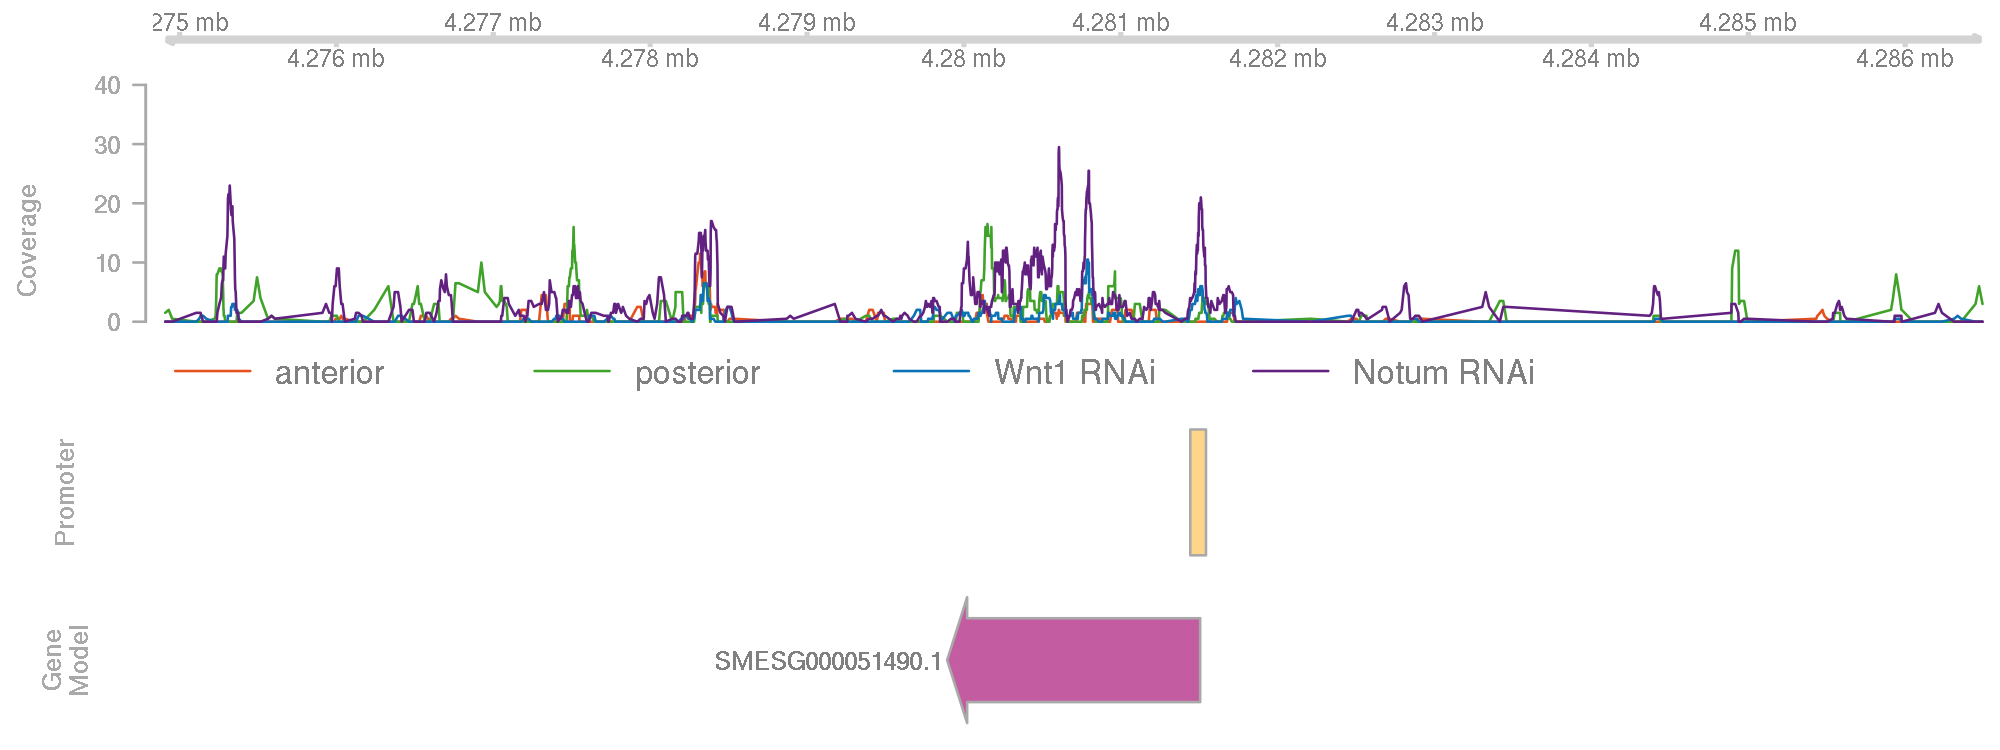 275 mb 4.277 mb 4.279 mb 4.281 mb 4.283 mb 4.285 mb
4.276 mb 4.278 mb 4.28 mb 4.282 mb 4.284 mb 4.286 mb
40
30
20
10
0
Coverage
anterior posterior Wnt1 RNAi Notum RNAi
Promoter
Gene
Model
SMESG000051490.1